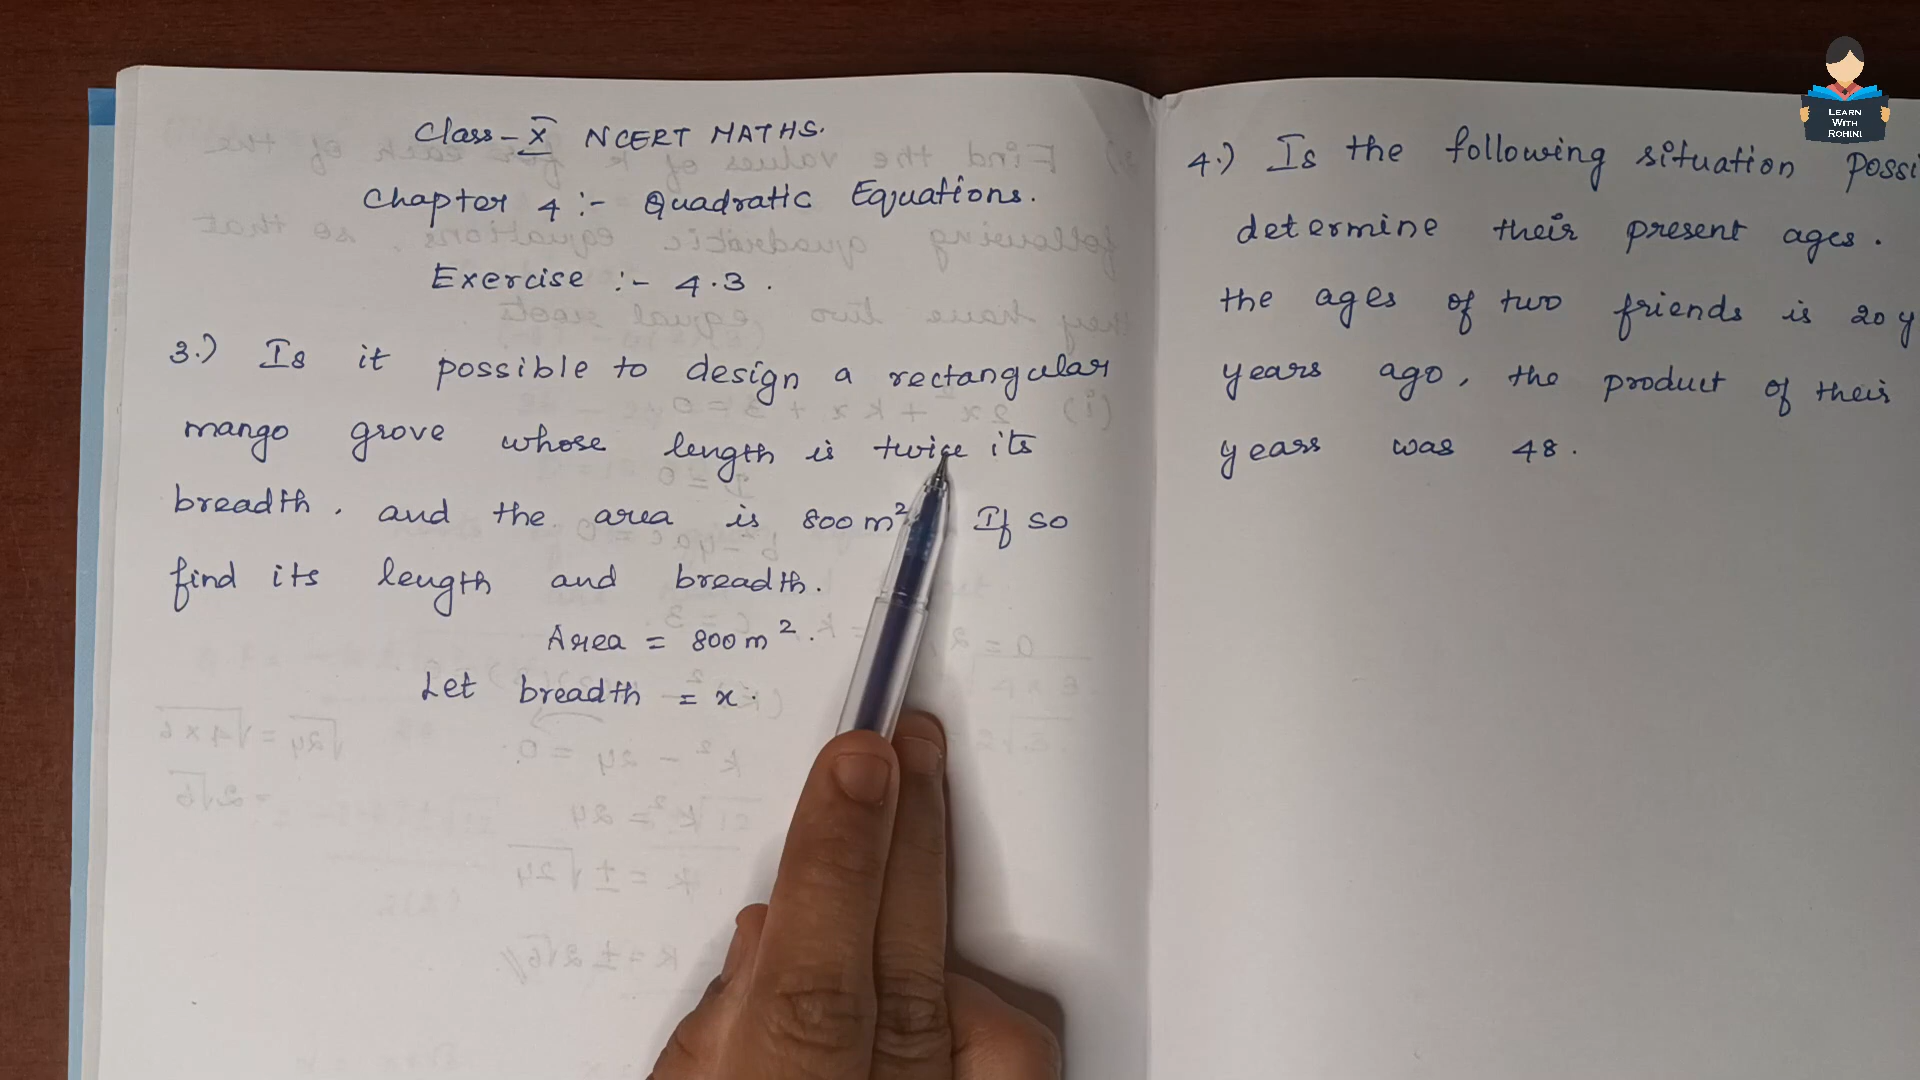 Class - X NCERT MATHS.
Chapter 4 :- Quadratic Equations.
Exercise :- 4.3 .
3.) Is it possible to design a rectangular
mango grove whose length is twice its
breadth, and the area is 800 m² If so
find its length and breadth.
Area = 800 m² .
Let breadth = x.
4.) Is the following situation possi
determine their present ages .
the ages of two friends is 20 y
years ago, the product of their
years was 48 .
LEARN
WITH
ROHINI